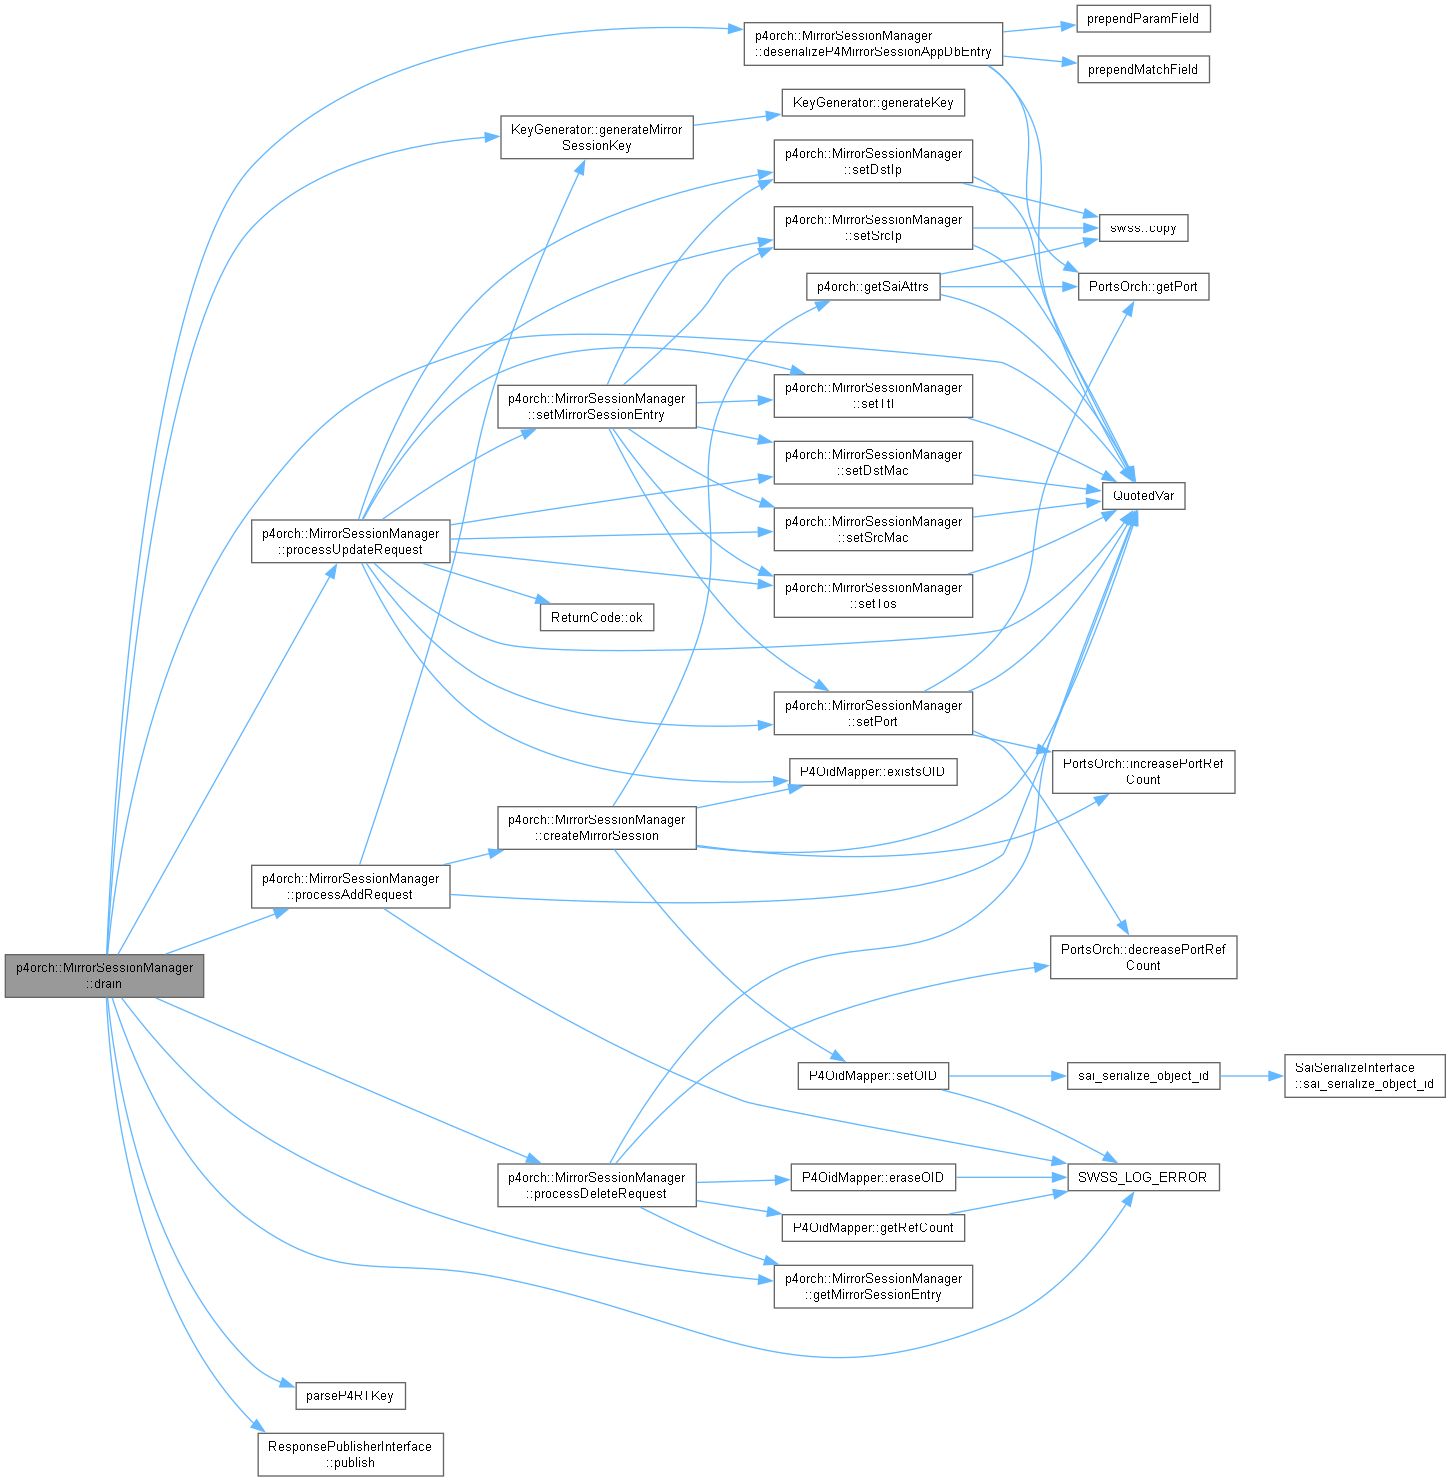 prependParamField
p4orch::MirrorSessionManager
::deserializeP4MirrorSessionAppDbEntry
prependMatchField
KeyGenerator::generateKey
KeyGenerator::generateMirror
SessionKey
p4orch::MirrorSessionManager
::setDstIp
p4orch::MirrorSessionManager
::setSrcIp
swss::copy
p4orch::getSaiAttrs
PortsOrch::getPort
p4orch::MirrorSessionManager
::setTtl
p4orch::MirrorSessionManager
::setMirrorSessionEntry
p4orch::MirrorSessionManager
::setDstMac
QuotedVar
p4orch::MirrorSessionManager
::setSrcMac
p4orch::MirrorSessionManager
::processUpdateRequest
p4orch::MirrorSessionManager
::setTos
ReturnCode::ok
p4orch::MirrorSessionManager
::setPort
PortsOrch::increasePortRef
Count
P4OidMapper::existsOID
p4orch::MirrorSessionManager
::createMirrorSession
p4orch::MirrorSessionManager
::processAddRequest
PortsOrch::decreasePortRef
Count
p4orch::MirrorSessionManager
::drain
P4OidMapper::setOID
sai_serialize_object_id
SaiSerializeInterface
::sai_serialize_object_id
p4orch::MirrorSessionManager
::processDeleteRequest
P4OidMapper::eraseOID
SWSS_LOG_ERROR
P4OidMapper::getRefCount
p4orch::MirrorSessionManager
::getMirrorSessionEntry
parseP4RTKey
ResponsePublisherInterface
::publish